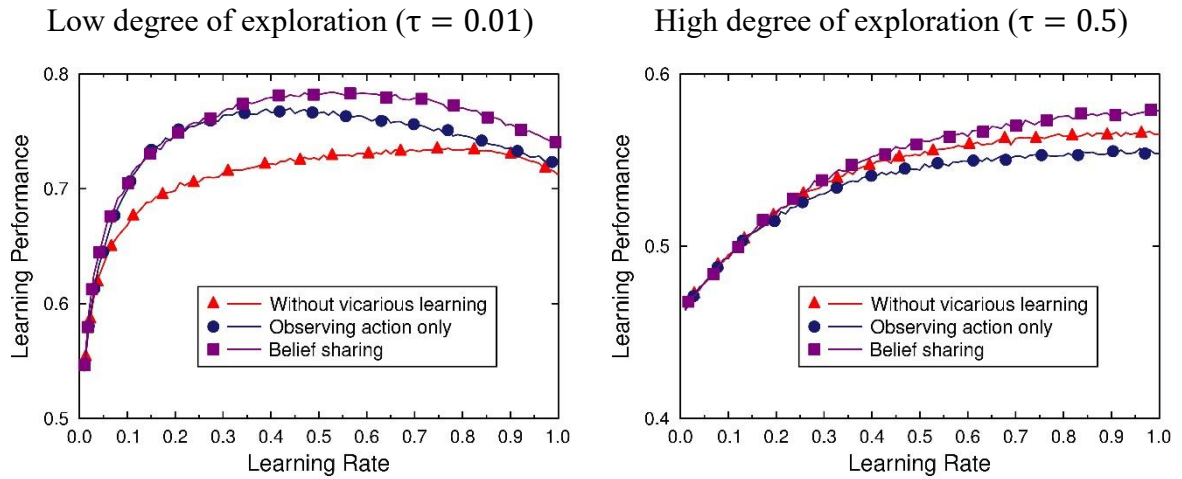 Low degree of exploration (τ = 0.01)
0.8
0.7
0.6
0.5
Learning Performance
Without vicarious learning
Observing action only
Belief sharing
0.0 0.1 0.2 0.3 0.4 0.5 0.6 0.7 0.8 0.9 1.0
Learning Rate
High degree of exploration (τ = 0.5)
0.6
0.5
0.4
Learning Performance
Without vicarious learning
Observing action only
Belief sharing
0.0 0.1 0.2 0.3 0.4 0.5 0.6 0.7 0.8 0.9 1.0
Learning Rate